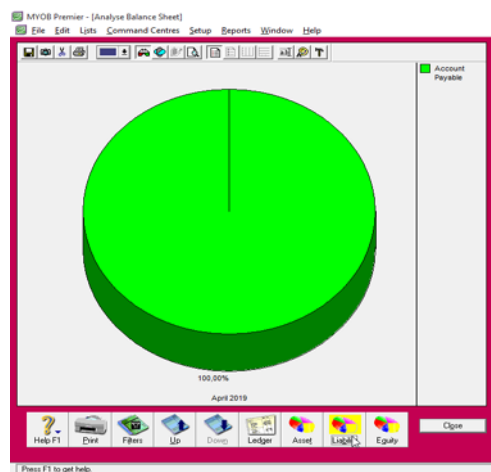 MYOB Premier - [Analyse Balance Sheet]
File Edit Lists Command Centres Setup Reports Window Help
Account
Payable
100,00%
April 2019
Help F1 Print Filters Up Down Ledger Asset Liability Equity Close
Press F1 to get help.